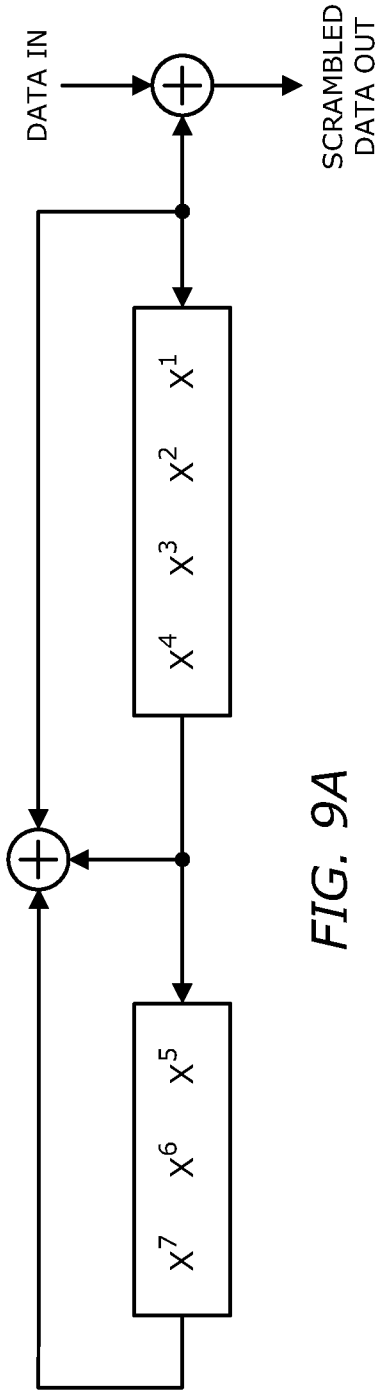 DATA IN
X⁷ X⁶ X⁵
X⁴ X³ X² X¹
SCRAMBLED
DATA OUT
FIG. 9A